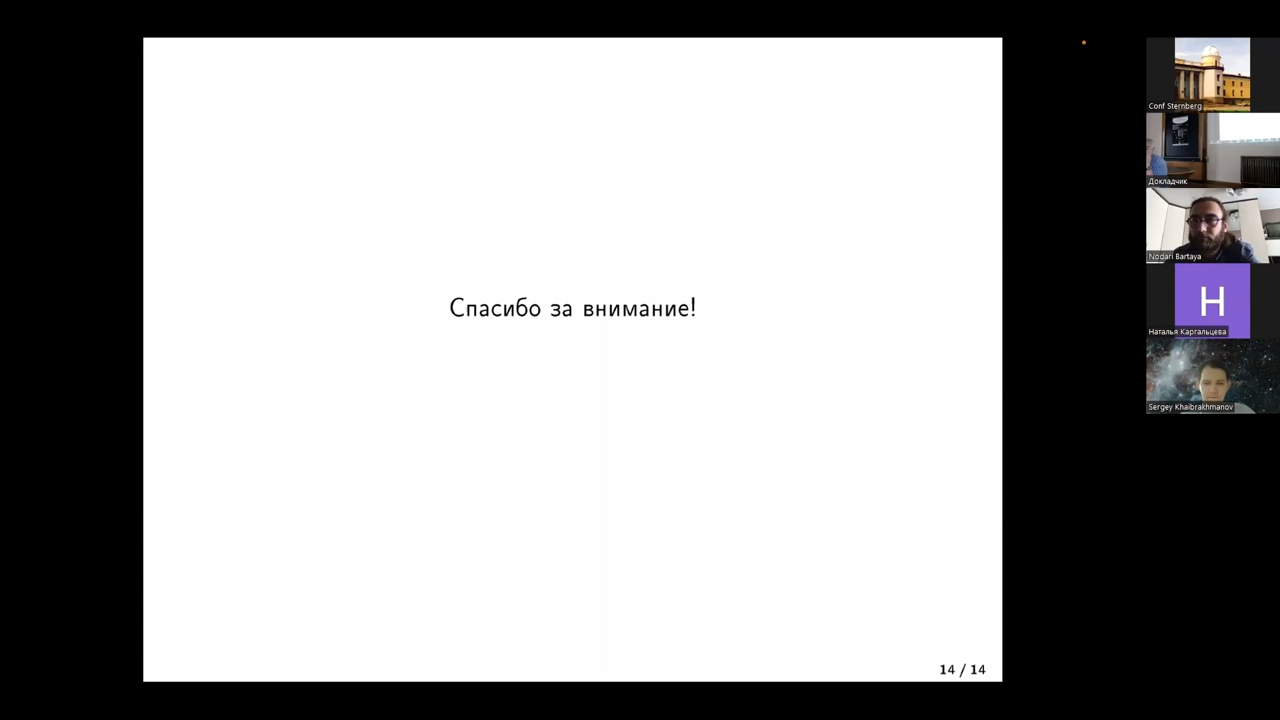 Спасибо за внимание!
14 / 14
Conf Sternberg
Докладчик
Nodari Bartaya
Н
Наталья Каргальцева
Sergey Khaibrakhmanov